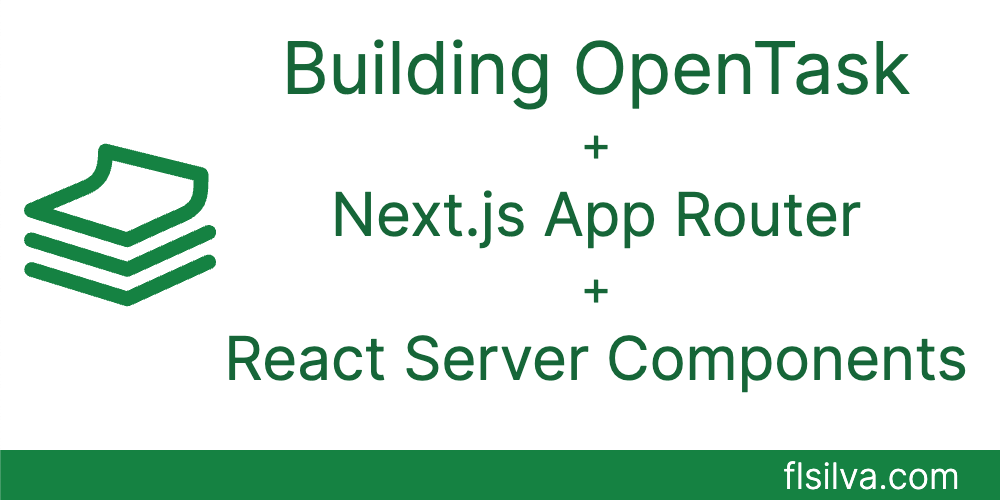 Building OpenTask
+
Next.js App Router
+
React Server Components
flsilva.com